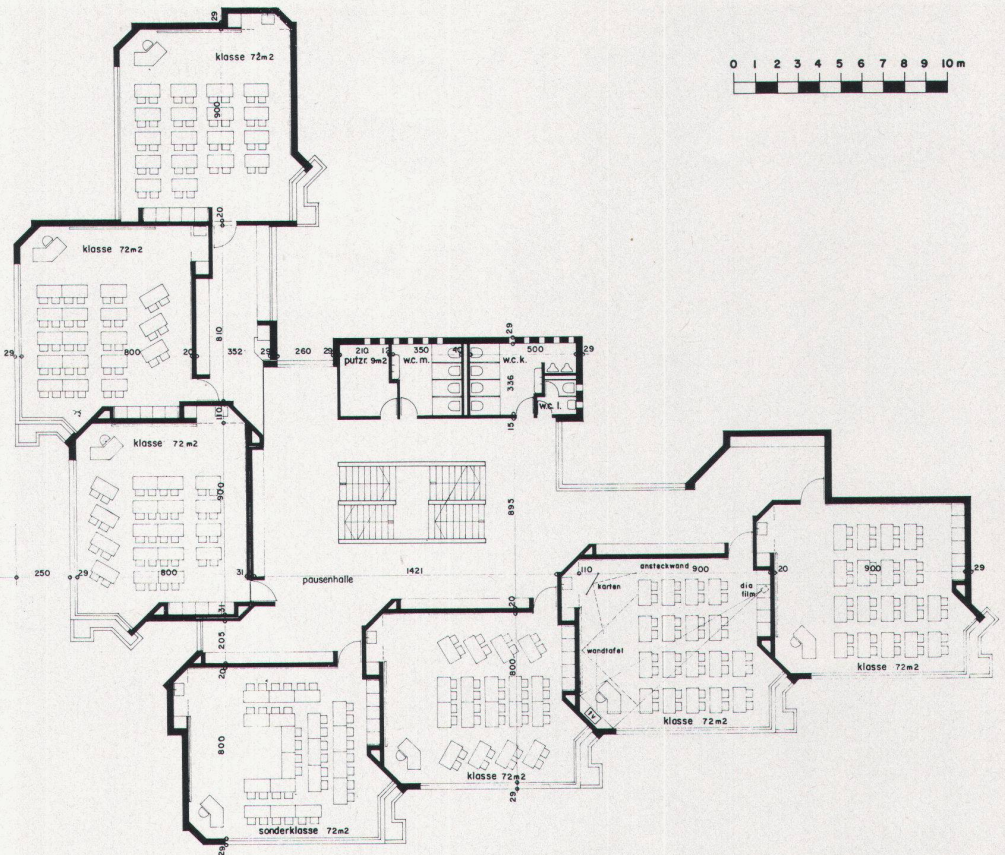 29
klasse 72m2
900
0 1 2 3 4 5 6 7 8 9 10 m
20
klasse 72m2
29 800 20 352 29 260 29
810
210 12 350 40 500 29
29
putzr. 9m2 w.c.m. w.c.k.
336
w.c.l.
15
110
klasse 72m2
900
895
250 29 800 31 1421 110 900 20 900 29
pausenhalle
ansteckwand
karten
dia
film
31
205
20
20
wandtafel
800
klasse 72m2
t.v.
klasse 72m2
800
klasse 72m2
29
sonderklasse 72m2
29